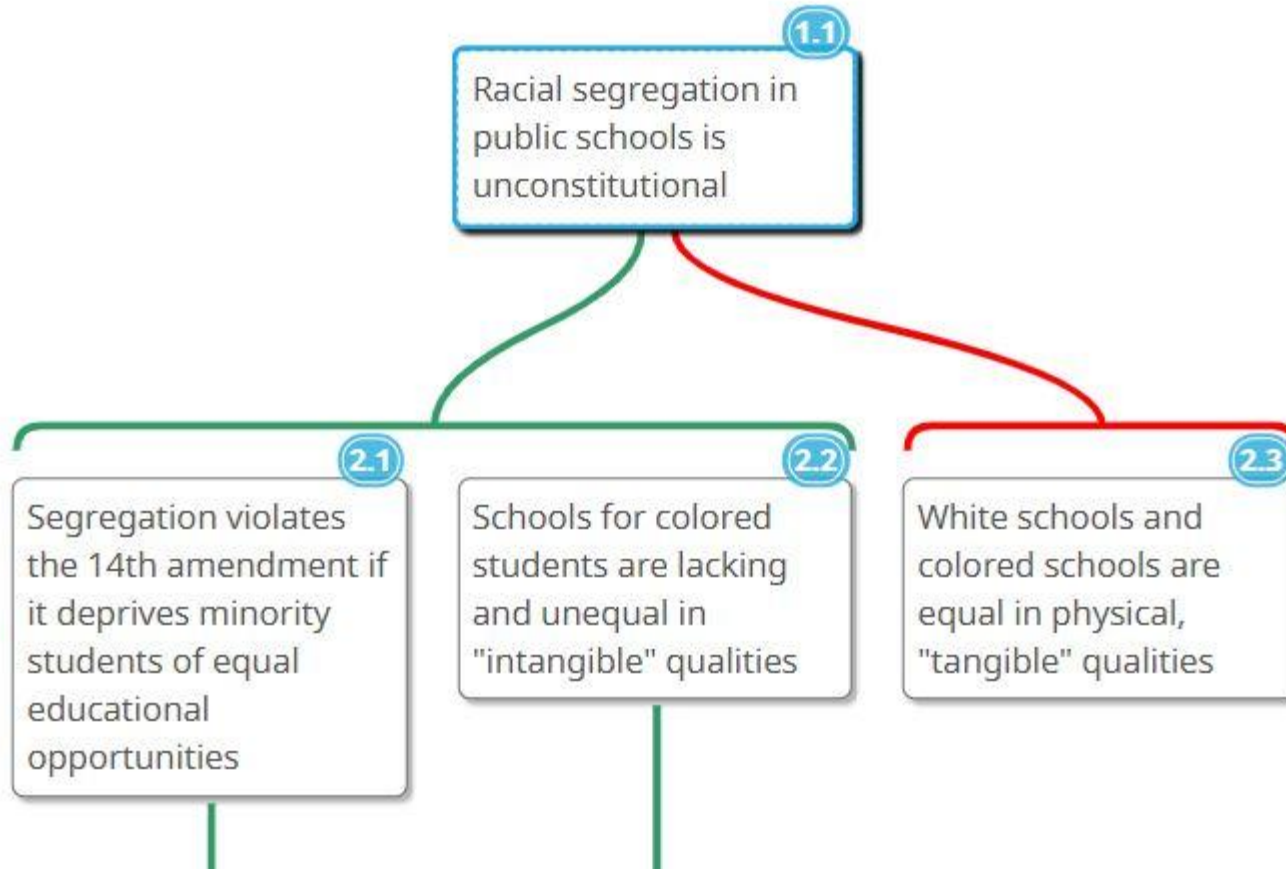 1.1
Racial segregation in
public schools is
unconstitutional
2.1
Segregation violates
the 14th amendment if
it deprives minority
students of equal
educational
opportunities
2.2
Schools for colored
students are lacking
and unequal in
"intangible" qualities
2.3
White schools and
colored schools are
equal in physical,
"tangible" qualities